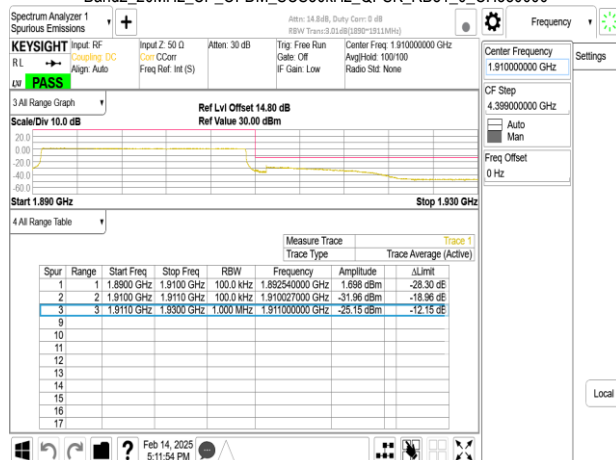 Band2_20MHz_CP_OFDM_SCS30kHz_QPSK_RB51_0_CH380000
Spectrum Analyzer 1
Spurious Emissions
Attn: 14.8dB, Duty Corr: 0 dB
RBW Tranc:3.01dB(1890~1911MHz)
Frequency
KEYSIGHT
RL
LXI
PASS
Input: RF
Coupling: DC
Align: Auto
Input Z: 50 Ω
Corr CCorr
Freq Ref: Int (S)
Atten: 30 dB
Trig: Free Run
Gate: Off
IF Gain: Low
Center Freq: 1.910000000 GHz
Avg|Hold: 100/100
Radio Std: None
Center Frequency
1.910000000 GHz
Settings
CF Step
4.399000000 GHz
Auto
Man
Freq Offset
0 Hz
Local
3 All Range Graph
Scale/Div 10.0 dB
Ref Lvl Offset 14.80 dB
Ref Value 30.00 dBm
20.0
0.00
-20.0
-40.0
-60.0
Start 1.890 GHz Stop 1.930 GHz
4 All Range Table
Measure Trace Trace 1
Trace Type Trace Average (Active)
Spur Range Start Freq Stop Freq RBW Frequency Amplitude ΔLimit
1 1 1.8900 GHz 1.9100 GHz 100.0 kHz 1.892540000 GHz 1.698 dBm -28.30 dB
2 2 1.9100 GHz 1.9110 GHz 100.0 kHz 1.910027000 GHz -31.96 dBm -18.96 dB
3 3 1.9110 GHz 1.9300 GHz 1.000 MHz 1.911000000 GHz -25.15 dBm -12.15 dB
9
10
11
12
13
14
15
16
17
Feb 14, 2025
5:11:54 PM